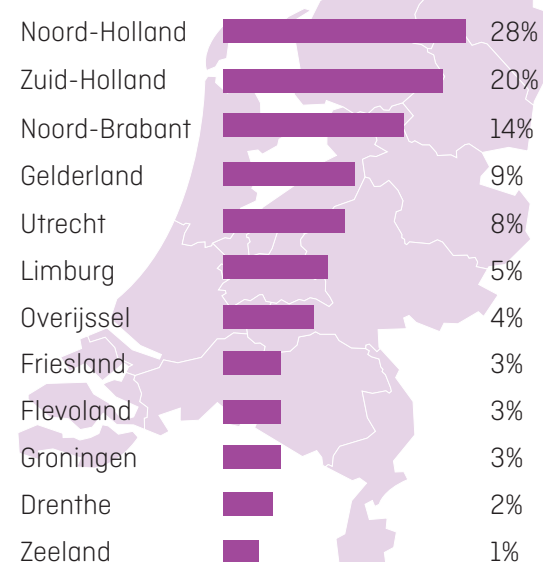 Noord-Holland 28%
Zuid-Holland 20%
Noord-Brabant 14%
Gelderland 9%
Utrecht 8%
Limburg 5%
Overijssel 4%
Friesland 3%
Flevoland 3%
Groningen 3%
Drenthe 2%
Zeeland 1%